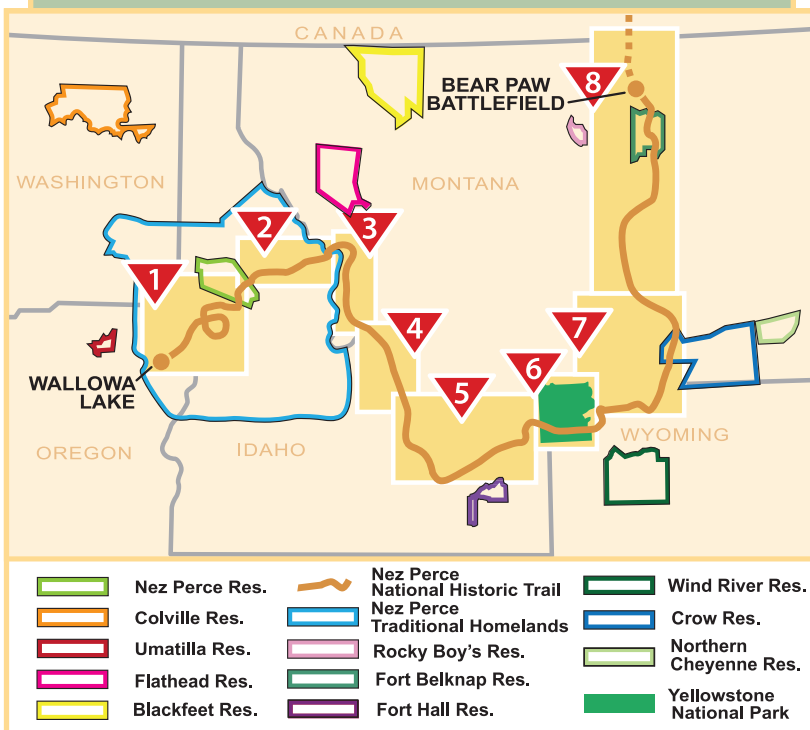 CANADA
BEAR PAW
BATTLEFIELD
8
WASHINGTON
MONTANA
2
3
1
4
7
6
5
WALLOWA
LAKE
OREGON
IDAHO
WYOMING
Nez Perce Res.
Colville Res.
Umatilla Res.
Flathead Res.
Blackfeet Res.
Nez Perce
National Historic Trail
Nez Perce
Traditional Homelands
Rocky Boy's Res.
Fort Belknap Res.
Fort Hall Res.
Wind River Res.
Crow Res.
Northern
Cheyenne Res.
Yellowstone
National Park